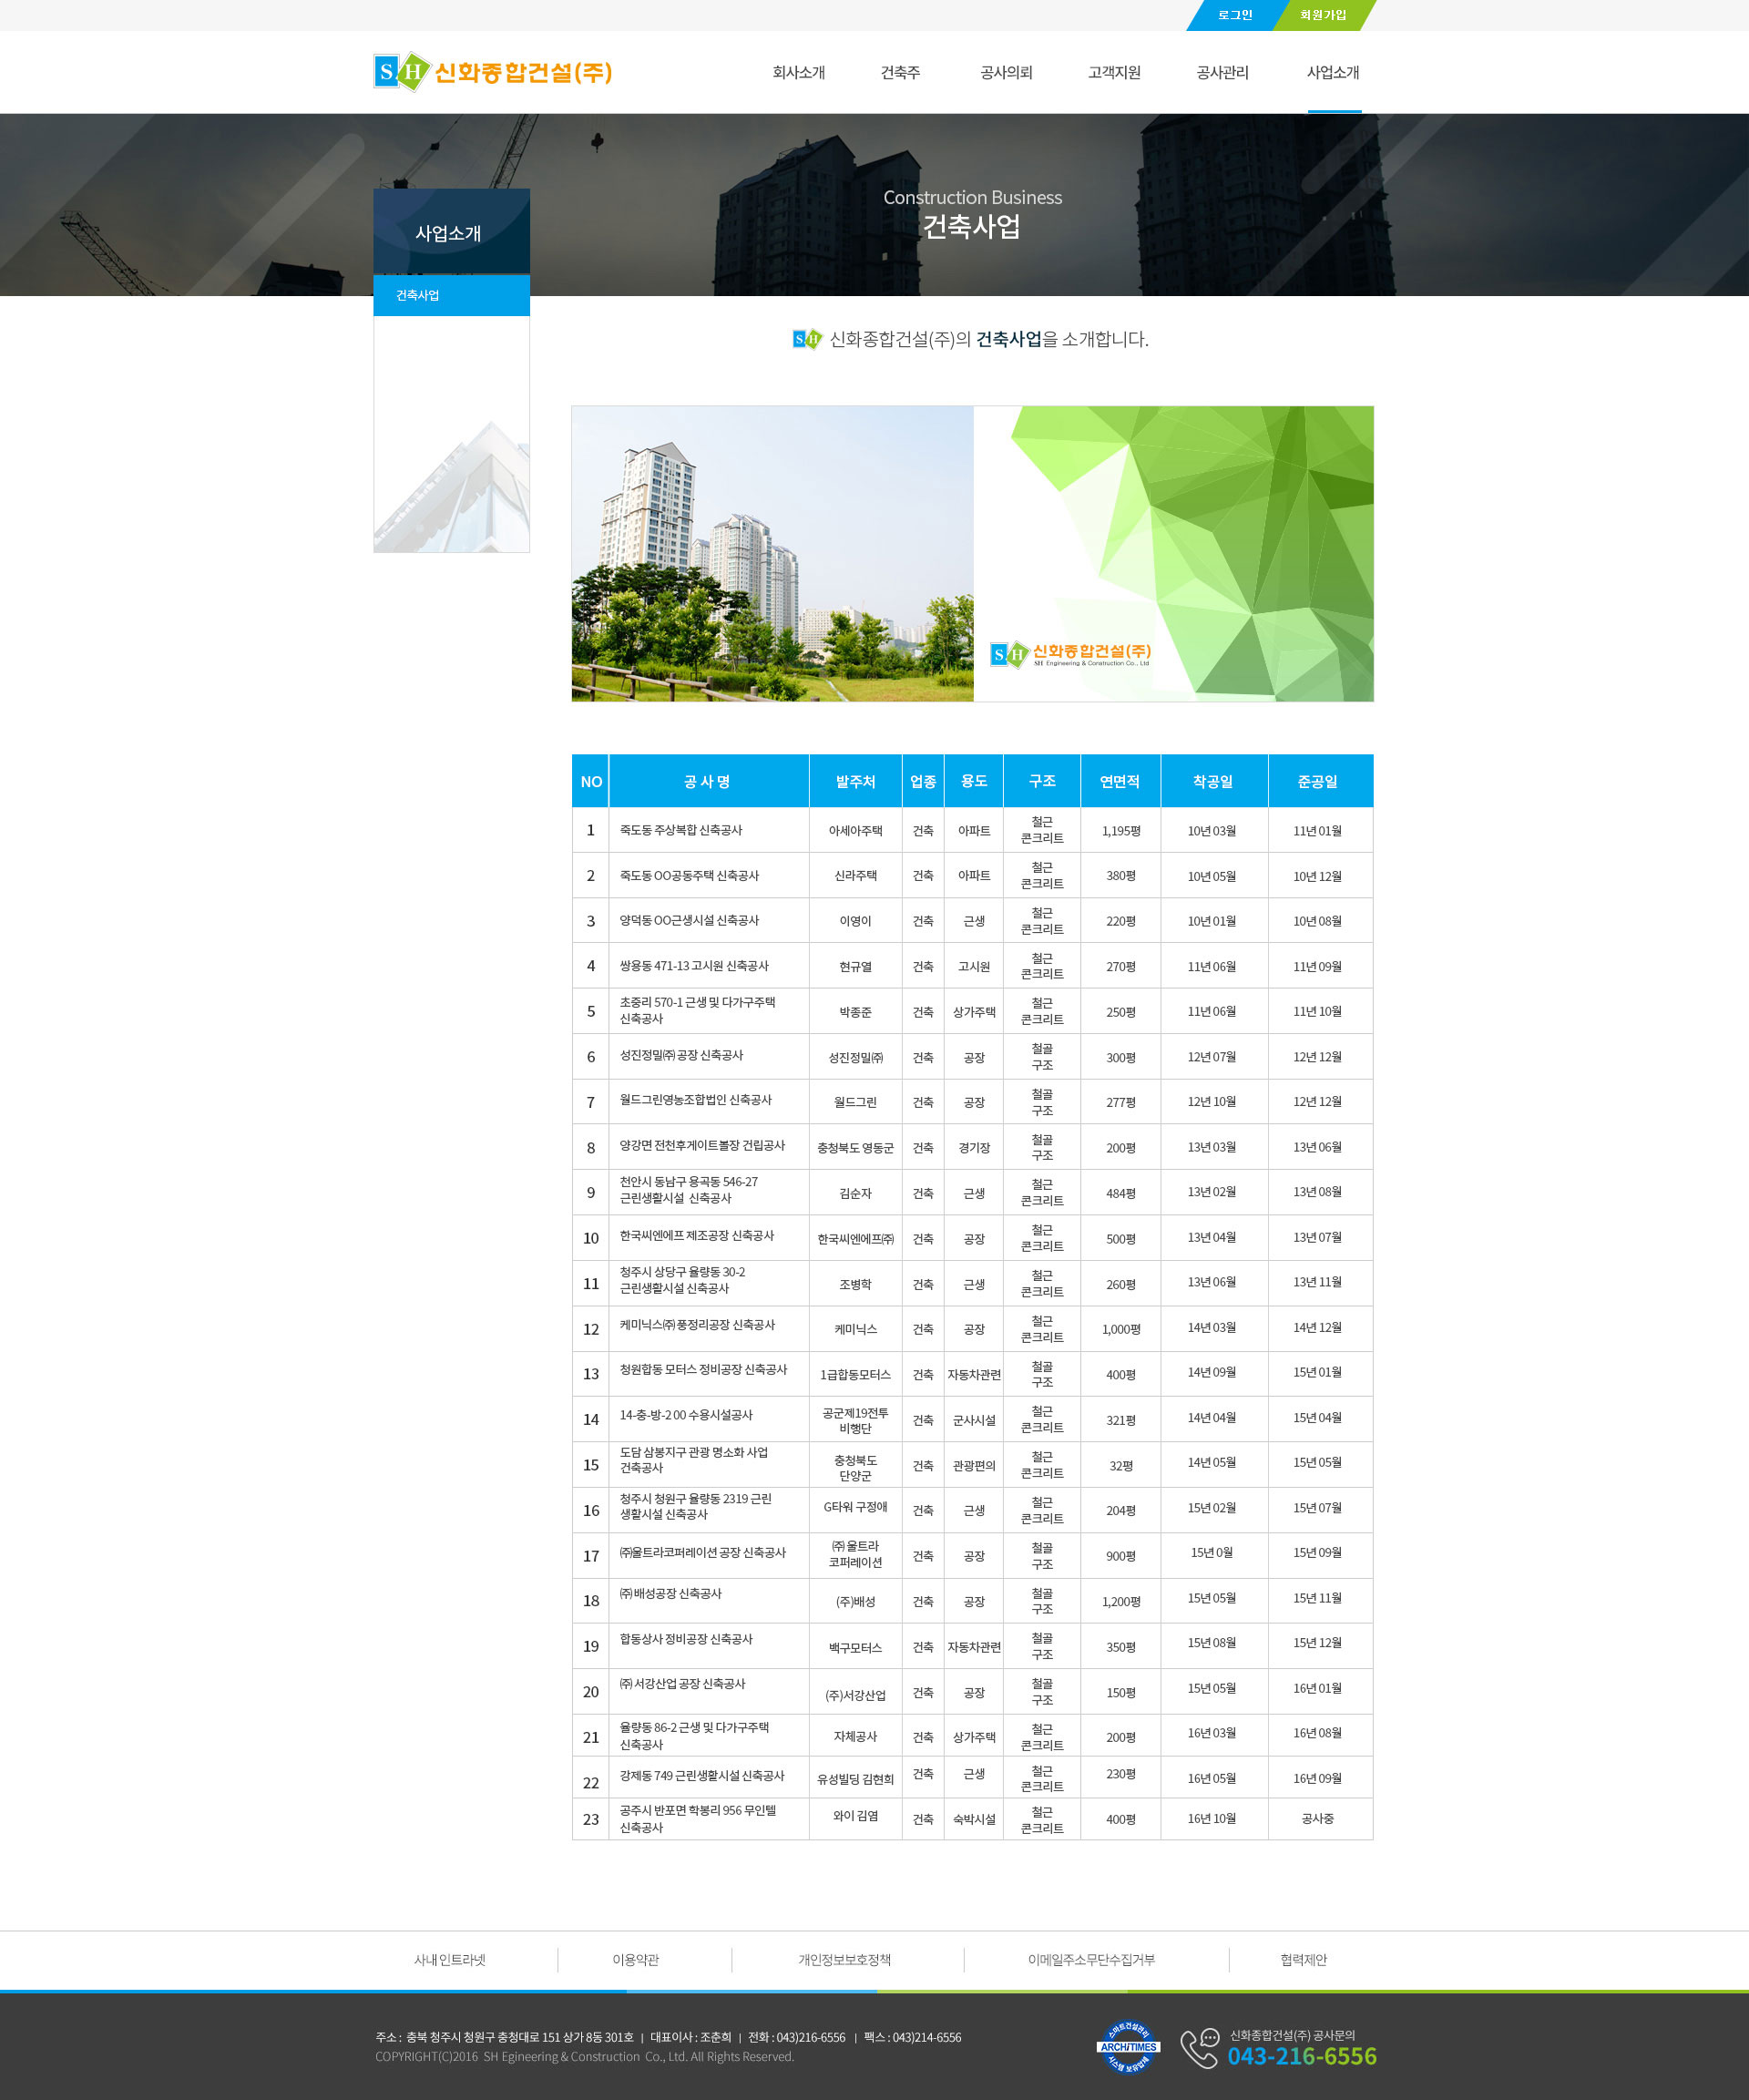 로그인 회원가입
SH 신화종합건설(주)
회사소개 건축주 공사의뢰 고객지원 공사관리 사업소개
Construction Business
건축사업
사업소개
건축사업
SH 신화종합건설(주)의 건축사업을 소개합니다.
SH 신화종합건설(주)
SH Engineering & Construction Co., Ltd
NO 공 사 명 발주처 업종 용도 구조 연면적 착공일 준공일
1 죽도동 주상복합 신축공사 아세아주택 건축 아파트 철근 콘크리트 1,195평 10년 03월 11년 01월
2 죽도동 OO공동주택 신축공사 신라주택 건축 아파트 철근 콘크리트 380평 10년 05월 10년 12월
3 양덕동 OO근생시설 신축공사 이영이 건축 근생 철근 콘크리트 220평 10년 01월 10년 08월
4 쌍용동 471-13 고시원 신축공사 현규열 건축 고시원 철근 콘크리트 270평 11년 06월 11년 09월
5 초중리 570-1 근생 및 다가구주택 신축공사 박종준 건축 상가주택 철근 콘크리트 250평 11년 06월 11년 10월
6 성진정밀㈜ 공장 신축공사 성진정밀㈜ 건축 공장 철골 구조 300평 12년 07월 12년 12월
7 월드그린영농조합법인 신축공사 월드그린 건축 공장 철골 구조 277평 12년 10월 12년 12월
8 양강면 전천후게이트볼장 건립공사 충청북도 영동군 건축 경기장 철골 구조 200평 13년 03월 13년 06월
9 천안시 동남구 용곡동 546-27 근린생활시설 신축공사 김순자 건축 근생 철근 콘크리트 484평 13년 02월 13년 08월
10 한국씨엔에프 제조공장 신축공사 한국씨엔에프㈜ 건축 공장 철근 콘크리트 500평 13년 04월 13년 07월
11 청주시 상당구 율량동 30-2 근린생활시설 신축공사 조병학 건축 근생 철근 콘크리트 260평 13년 06월 13년 11월
12 케미닉스㈜ 풍정리공장 신축공사 케미닉스 건축 공장 철근 콘크리트 1,000평 14년 03월 14년 12월
13 청원합동 모터스 정비공장 신축공사 1급합동모터스 건축 자동차관련 철골 구조 400평 14년 09월 15년 01월
14 14-충-방-2 00 수용시설공사 공군제19전투 비행단 건축 군사시설 철근 콘크리트 321평 14년 04월 15년 04월
15 도담 삼봉지구 관광 명소화 사업 건축공사 충청북도 단양군 건축 관광편의 철근 콘크리트 32평 14년 05월 15년 05월
16 청주시 청원구 율량동 2319 근린 생활시설 신축공사 G타워 구정애 건축 근생 철근 콘크리트 204평 15년 02월 15년 07월
17 ㈜울트라코퍼레이션 공장 신축공사 ㈜ 울트라 코퍼레이션 건축 공장 철골 구조 900평 15년 0월 15년 09월
18 ㈜ 배성공장 신축공사 (주)배성 건축 공장 철골 구조 1,200평 15년 05월 15년 11월
19 합동상사 정비공장 신축공사 백구모터스 건축 자동차관련 철골 구조 350평 15년 08월 15년 12월
20 ㈜ 서강산업 공장 신축공사 (주)서강산업 건축 공장 철골 구조 150평 15년 05월 16년 01월
21 율량동 86-2 근생 및 다가구주택 신축공사 자체공사 건축 상가주택 철근 콘크리트 200평 16년 03월 16년 08월
22 강제동 749 근린생활시설 신축공사 유성빌딩 김현희 건축 근생 철근 콘크리트 230평 16년 05월 16년 09월
23 공주시 반포면 학봉리 956 무인텔 신축공사 와이 김염 건축 숙박시설 철근 콘크리트 400평 16년 10월 공사중
사내 인트라넷 이용약관 개인정보보호정책 이메일주소무단수집거부 협력제안
주소 : 충북 청주시 청원구 충청대로 151 상가 8동 301호 | 대표이사 : 조춘희 | 전화 : 043)216-6556 | 팩스 : 043)214-6556
COPYRIGHT(C)2016 SH Egineering & Construction Co., Ltd. All Rights Reserved.
스마트건설관리
ARCHITIMES
시스템 보유업체
신화종합건설(주) 공사문의
043-216-6556